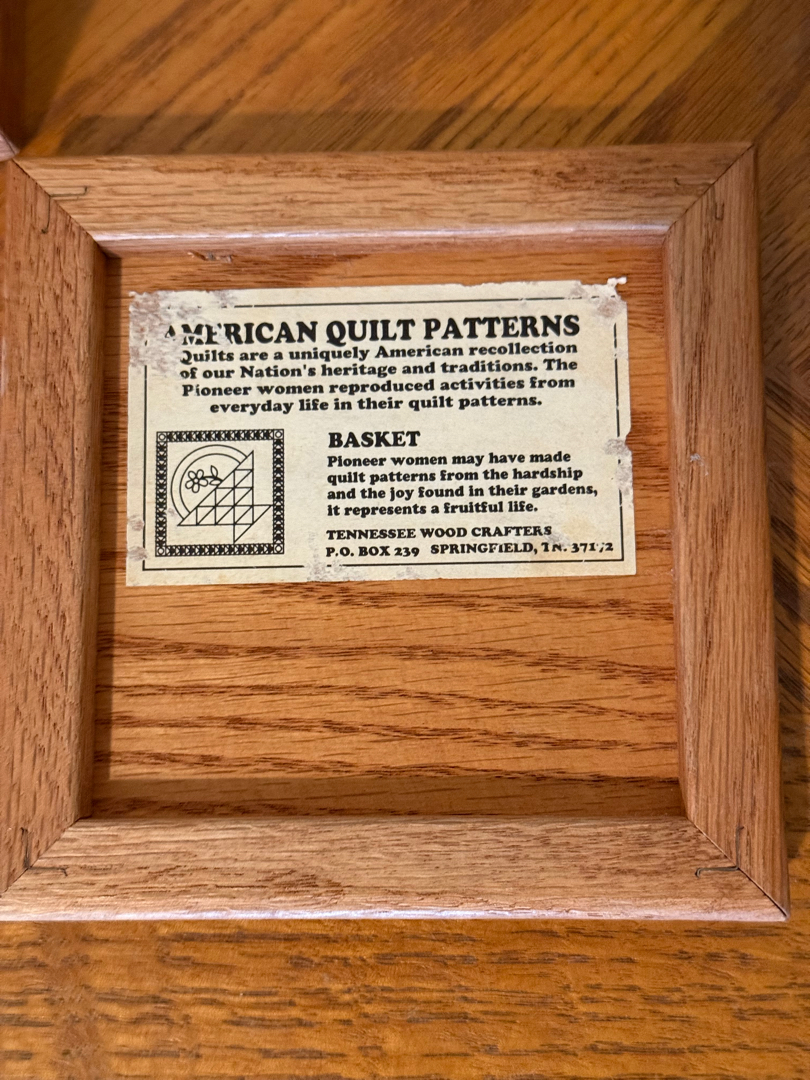 AMERICAN QUILT PATTERNS
Quilts are a uniquely American recollection
of our Nation's heritage and traditions. The
Pioneer women reproduced activities from
everyday life in their quilt patterns.
BASKET
Pioneer women may have made
quilt patterns from the hardship
and the joy found in their gardens,
it represents a fruitful life.
TENNESSEE WOOD CRAFTERS
P.O. BOX 239 SPRINGFIELD, TN. 37172